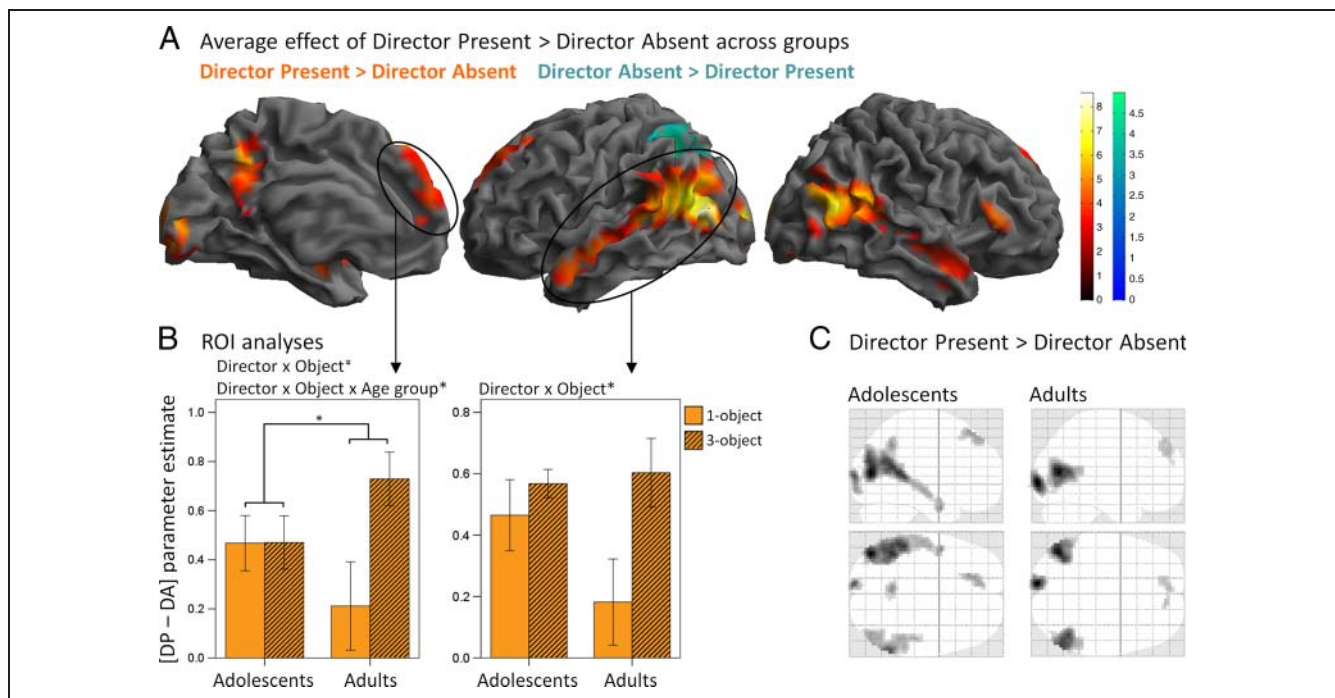 A Average effect of Director Present > Director Absent across groups
Director Present > Director Absent Director Absent > Director Present
8
7
6
5
4
3
2
1
0
4.5
4
3.5
3
2.5
2
1.5
1
0.5
0
B ROI analyses
Director x Object*
Director x Object x Age group*
[DP – DA] parameter estimate
1.0
0.8
0.6
0.4
0.2
0.0
*
Adolescents Adults
Director x Object*
0.8
0.6
0.4
0.2
0.0
1-object
3-object
Adolescents Adults
C Director Present > Director Absent
Adolescents Adults